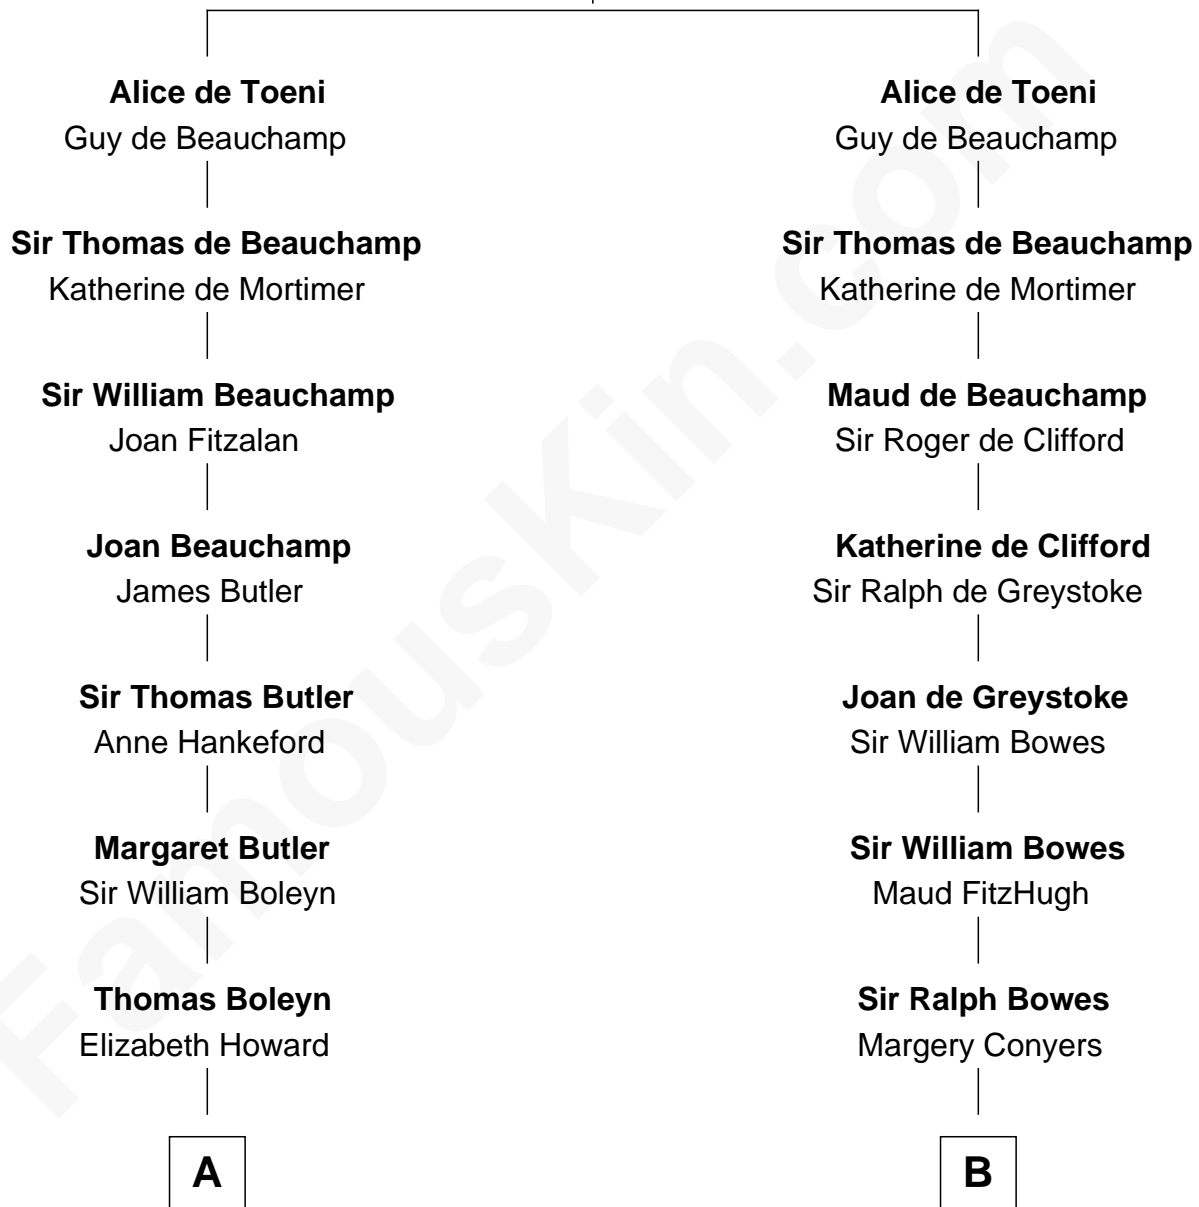 Alice de Toeni
Guy de Beauchamp
Sir Thomas de Beauchamp
Katherine de Mortimer
Sir William Beauchamp
Joan Fitzalan
Joan Beauchamp
James Butler
Sir Thomas Butler
Anne Hankeford
Margaret Butler
Sir William Boleyn
Thomas Boleyn
Elizabeth Howard
A
Alice de Toeni
Guy de Beauchamp
Sir Thomas de Beauchamp
Katherine de Mortimer
Maud de Beauchamp
Sir Roger de Clifford
Katherine de Clifford
Sir Ralph de Greystoke
Joan de Greystoke
Sir William Bowes
Sir William Bowes
Maud FitzHugh
Sir Ralph Bowes
Margery Conyers
B
FamousKin.com